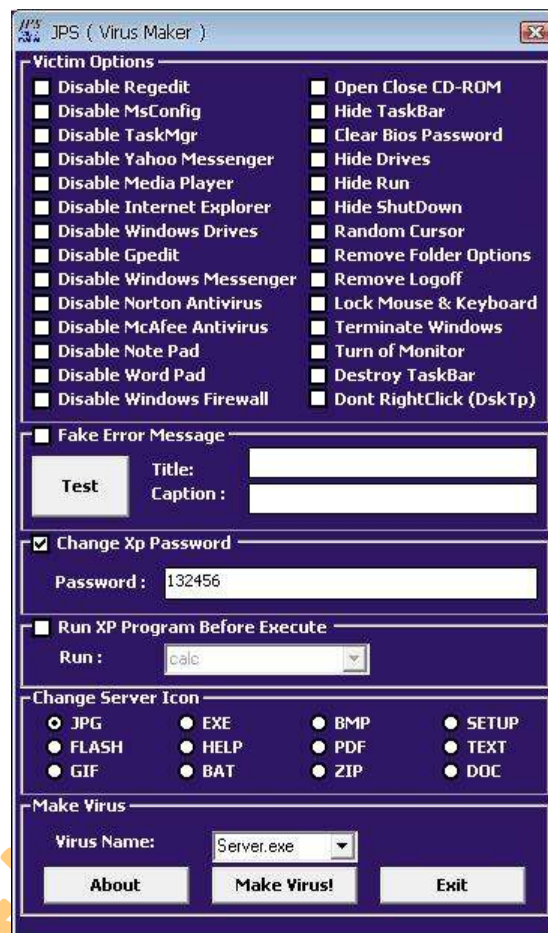 JPS ( Virus Maker )
Victim Options
Disable Regedit
Disable MsConfig
Disable TaskMgr
Disable Yahoo Messenger
Disable Media Player
Disable Internet Explorer
Disable Windows Drives
Disable Gpedit
Disable Windows Messenger
Disable Norton Antivirus
Disable McAfee Antivirus
Disable Note Pad
Disable Word Pad
Disable Windows Firewall
Open Close CD-ROM
Hide TaskBar
Clear Bios Password
Hide Drives
Hide Run
Hide ShutDown
Random Cursor
Remove Folder Options
Remove Logoff
Lock Mouse & Keyboard
Terminate Windows
Turn of Monitor
Destroy TaskBar
Dont RightClick (DskTp)
Fake Error Message
Test
Title:
Caption :
Change Xp Password
Password : 132456
Run XP Program Before Execute
Run : calc
Change Server Icon
JPG EXE BMP SETUP
FLASH HELP PDF TEXT
GIF BAT ZIP DOC
Make Virus
Virus Name: Server.exe
About Make Virus! Exit